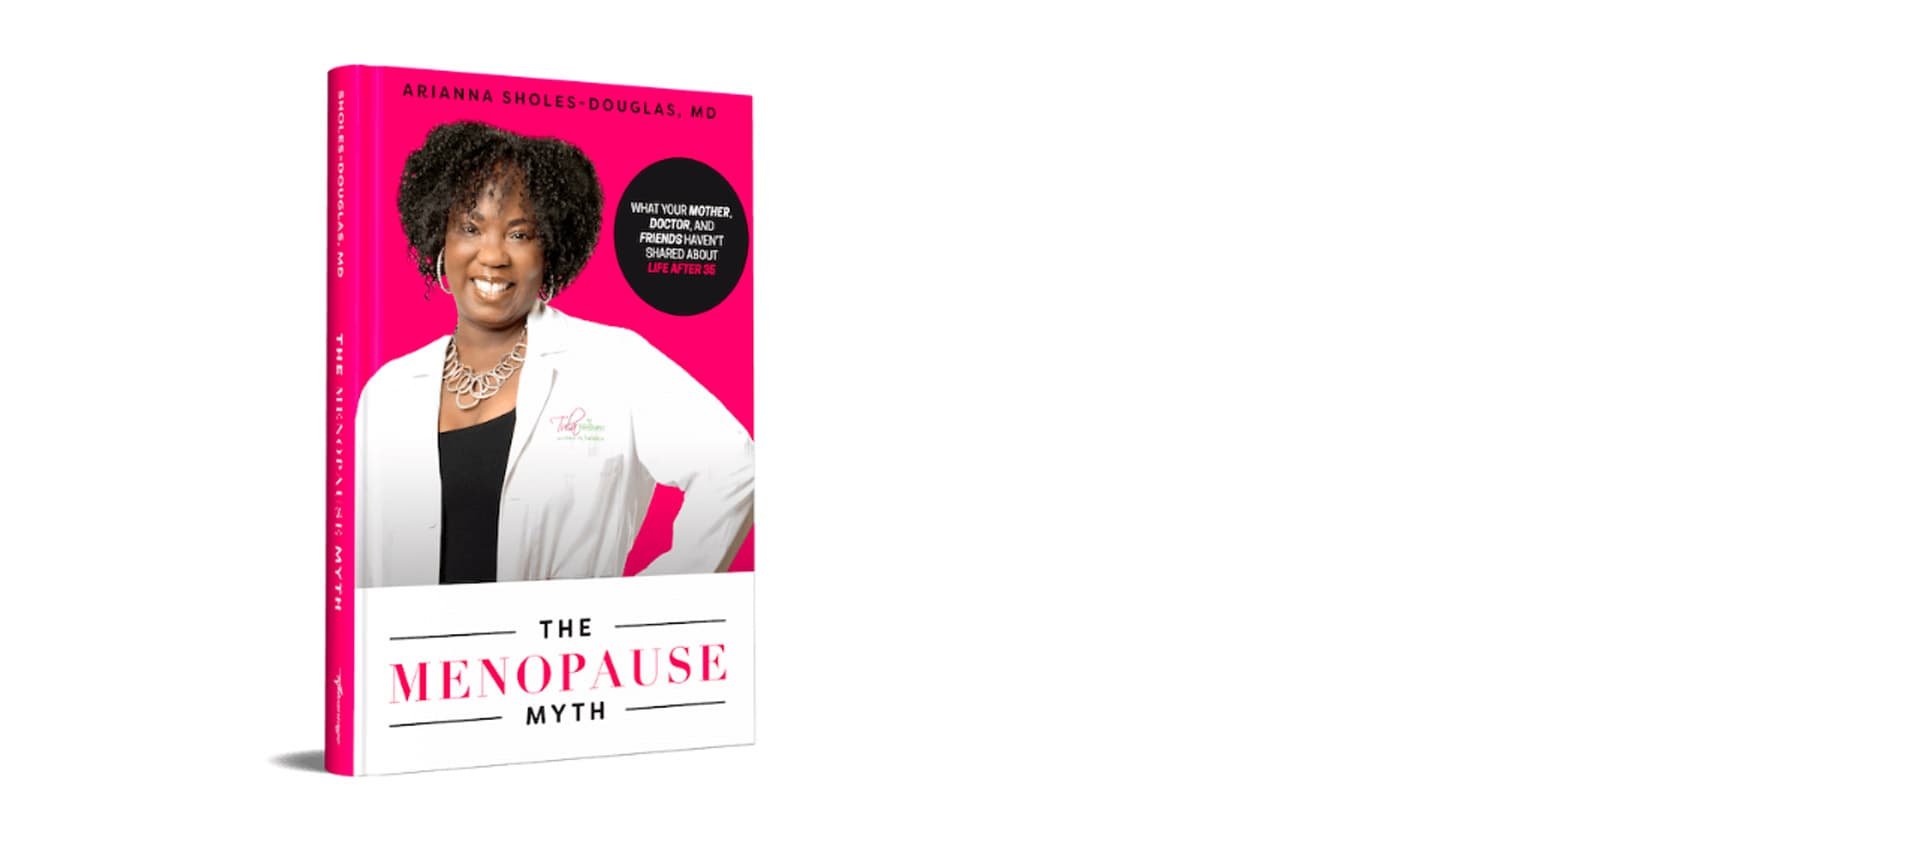 ARIANNA SHOLES-DOUGLAS, MD
WHAT YOUR MOTHER,
DOCTOR, AND
FRIENDS HAVEN'T
SHARED ABOUT
LIFE AFTER 35
Tula
THE
MENOPAUSE
MYTH
SHOLES-DOUGLAS, MD
THE MENOPAUSE MYTH